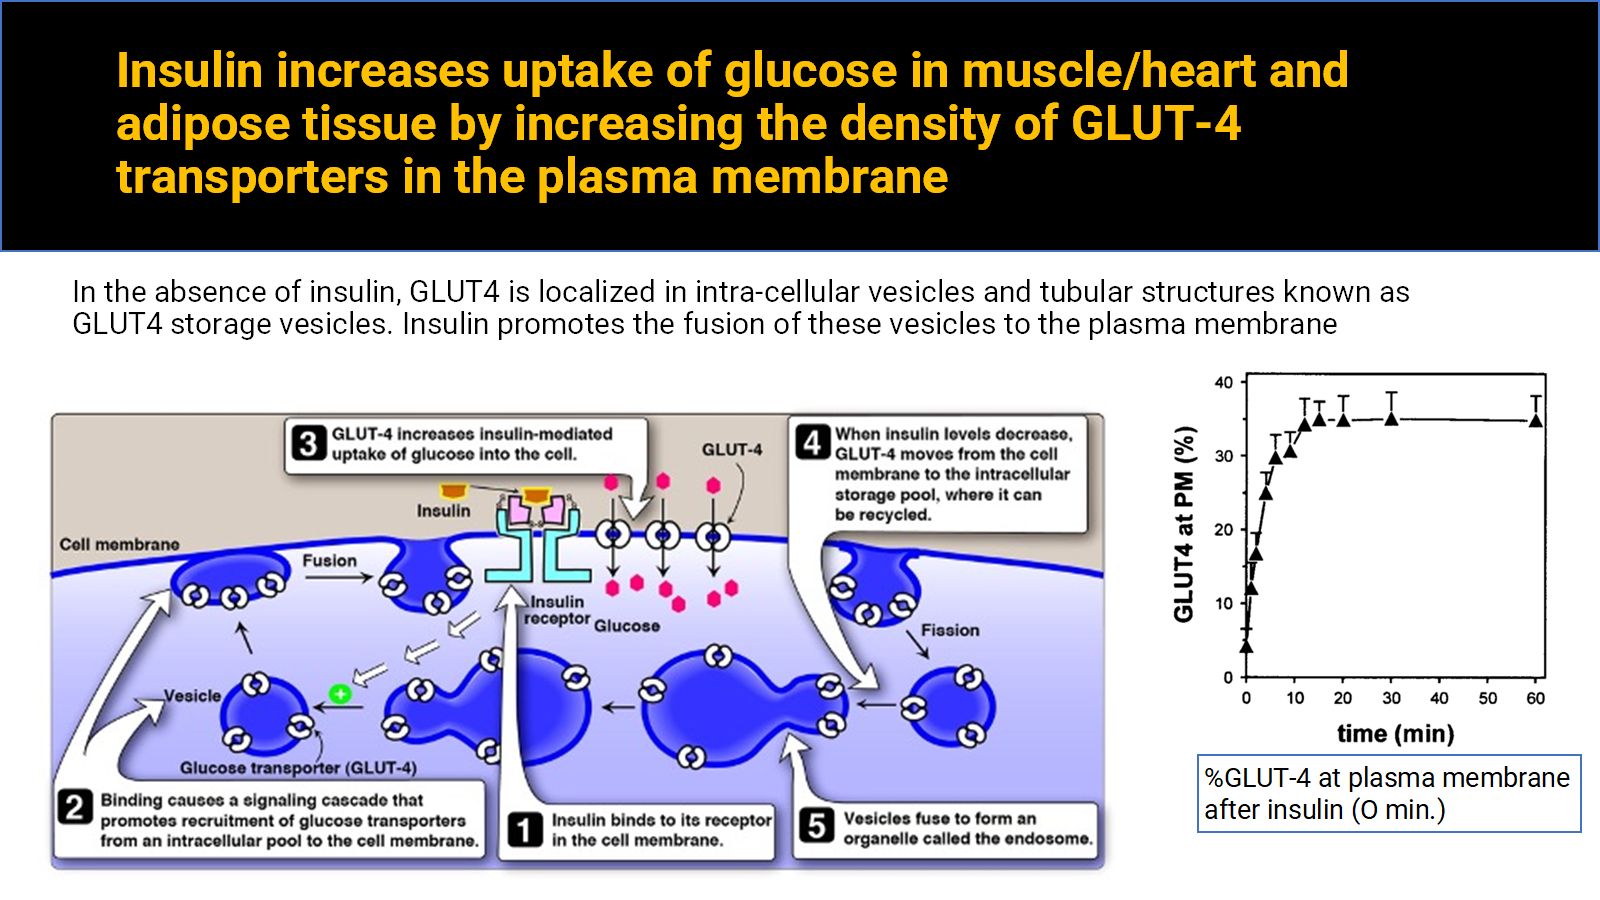 Insulin increases uptake of glucose in muscle/heart and
adipose tissue by increasing the density of GLUT-4
transporters in the plasma membrane
In the absence of insulin, GLUT4 is localized in intra-cellular vesicles and tubular structures known as
GLUT4 storage vesicles. Insulin promotes the fusion of these vesicles to the plasma membrane
3
GLUT-4 increases insulin-mediated
uptake of glucose into the cell.
GLUT-4
4
When insulin levels decrease,
GLUT-4 moves from the cell
membrane to the intracellular
storage pool, where it can
be recycled.
Insulin
Cell membrane
Fusion
Insulin
receptor
Glucose
Fission
Vesicle
+
Glucose transporter (GLUT-4)
2
Binding causes a signaling cascade that
promotes recruitment of glucose transporters
from an intracellular pool to the cell membrane.
1
Insulin binds to its receptor
in the cell membrane.
5
Vesicles fuse to form an
organelle called the endosome.
GLUT4 at PM (%)
40
30
20
10
0
0 10 20 30 40 50 60
time (min)
%GLUT-4 at plasma membrane
after insulin (O min.)